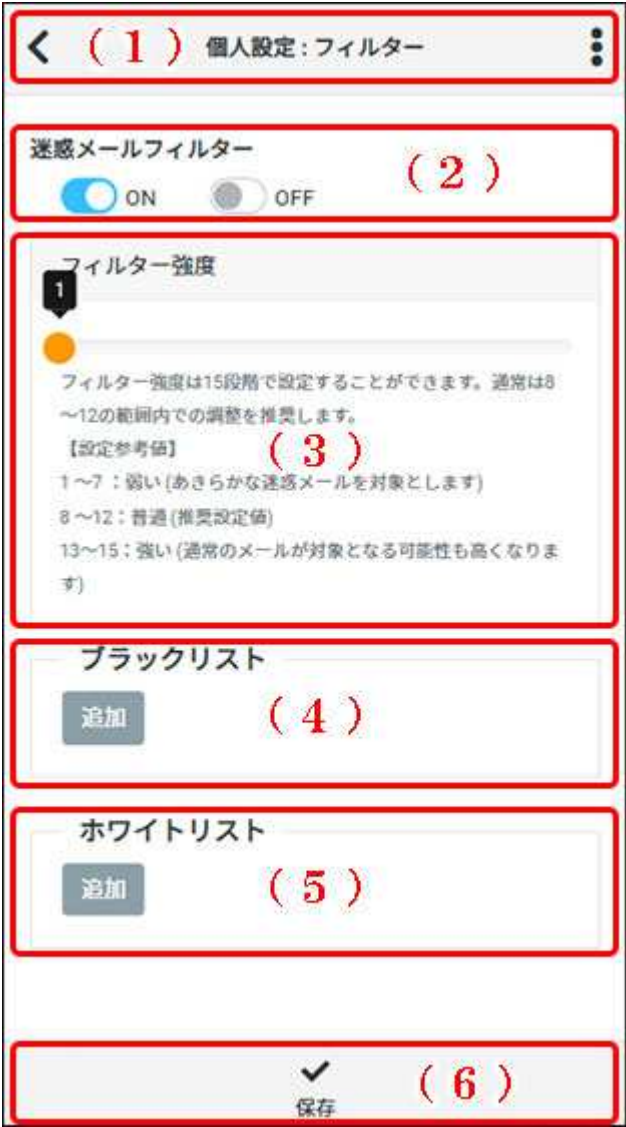 （1） 個人設定 : フィルター
迷惑メールフィルター
（2）
ON OFF
フィルター強度
1
フィルター強度は15段階で設定することができます。通常は8
～12の範囲内での調整を推奨します。
【設定参考値】
（3）
1～7 ：弱い (あきらかな迷惑メールを対象とします)
8～12：普通 (推奨設定値)
13～15：強い (通常のメールが対象となる可能性も高くなりま
す)
ブラックリスト
追加
（4）
ホワイトリスト
追加
（5）
（6）
保存